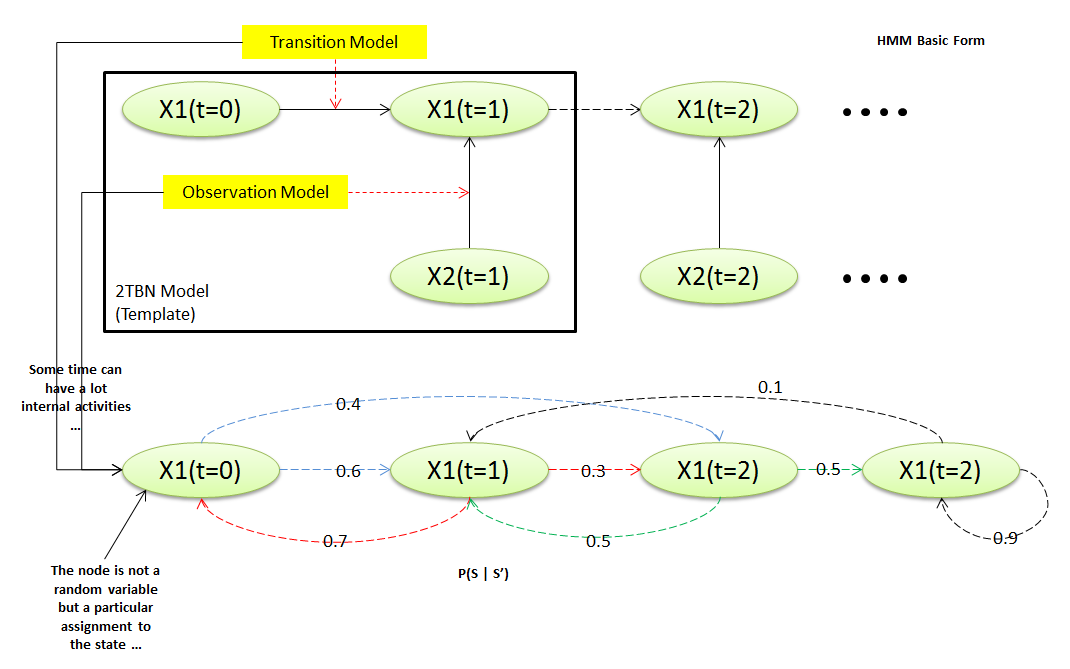 Transition Model
HMM Basic Form
X1(t=0)
X1(t=1)
X1(t=2)
Observation Model
X2(t=1)
X2(t=2)
2TBN Model
(Template)
Some time can
have a lot
internal activities
...
0.4
0.1
X1(t=0)
0.6
X1(t=1)
0.3
X1(t=2)
0.5
X1(t=2)
0.7
0.5
0.9
P(S | S’)
The node is not a
random variable
but a particular
assignment to
the state ...